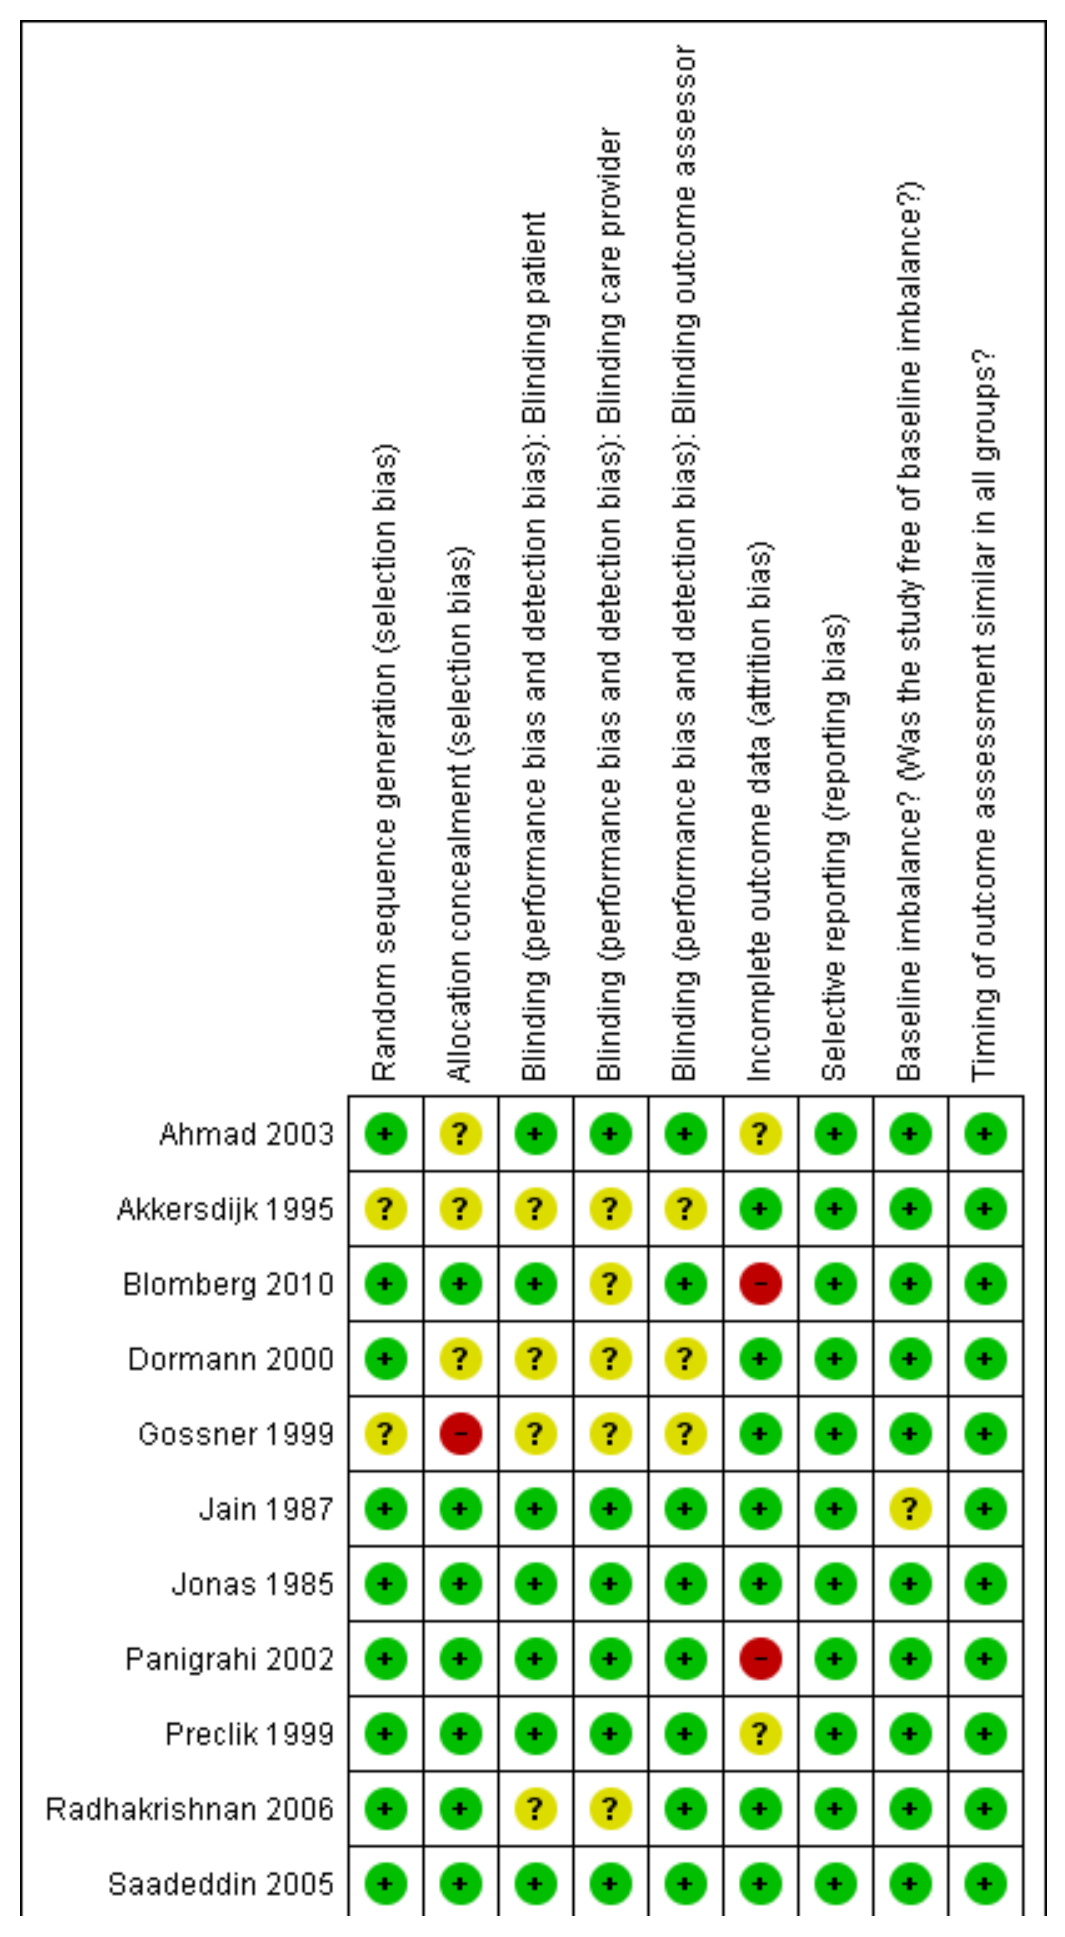 Random sequence generation (selection bias)
Allocation concealment (selection bias)
Blinding (performance bias and detection bias): Blinding patient
Blinding (performance bias and detection bias): Blinding care provider
Blinding (performance bias and detection bias): Blinding outcome assessor
Incomplete outcome data (attrition bias)
Selective reporting (reporting bias)
Baseline imbalance? (Was the study free of baseline imbalance?)
Timing of outcome assessment similar in all groups?
Ahmad 2003 + ? + + + ? + + +
Akkersdijk 1995 ? ? ? ? ? + + + +
Blomberg 2010 + + + ? + - + + +
Dormann 2000 + ? ? ? ? + + + +
Gossner 1999 ? - ? ? ? + + + +
Jain 1987 + + + + + + + ? +
Jonas 1985 + + + + + + + + +
Panigrahi 2002 + + + + + - + + +
Preclik 1999 + + + + + ? + + +
Radhakrishnan 2006 + + ? ? + + + + +
Saadeddin 2005 + + + + + + + + +